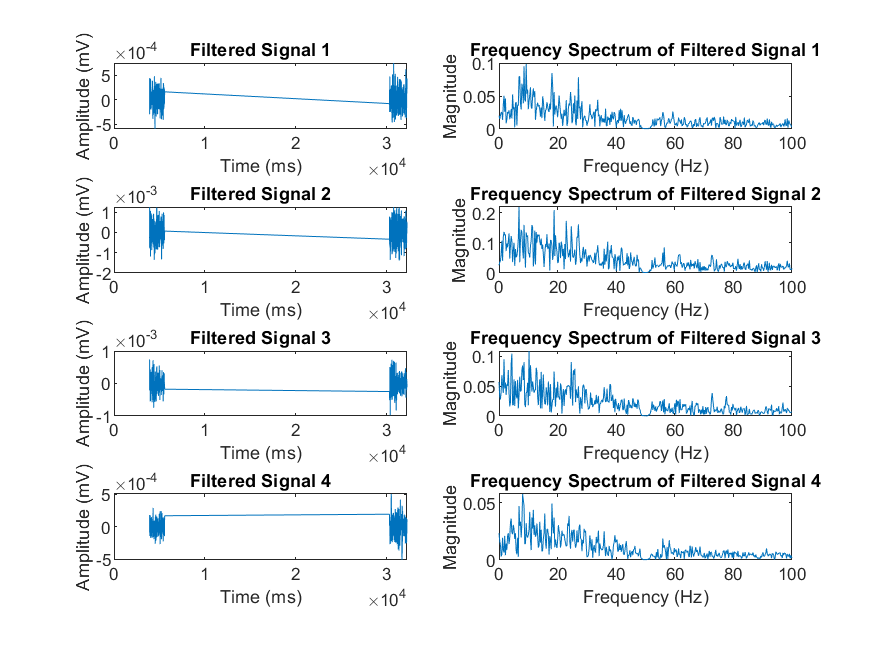 Filtered Signal 1
×10^-4
Amplitude (mV)
5
0
-5
0 1 2 3
Time (ms)
×10^4
Frequency Spectrum of Filtered Signal 1
Magnitude
0.1
0.05
0
0 20 40 60 80 100
Frequency (Hz)
Filtered Signal 2
×10^-3
Amplitude (mV)
1
0
-1
-2
0 1 2 3
Time (ms)
×10^4
Frequency Spectrum of Filtered Signal 2
Magnitude
0.2
0.1
0
0 20 40 60 80 100
Frequency (Hz)
Filtered Signal 3
×10^-3
Amplitude (mV)
1
0
-1
0 1 2 3
Time (ms)
×10^4
Frequency Spectrum of Filtered Signal 3
Magnitude
0.1
0.05
0
0 20 40 60 80 100
Frequency (Hz)
Filtered Signal 4
×10^-4
Amplitude (mV)
5
0
-5
0 1 2 3
Time (ms)
×10^4
Frequency Spectrum of Filtered Signal 4
Magnitude
0.05
0
0 20 40 60 80 100
Frequency (Hz)